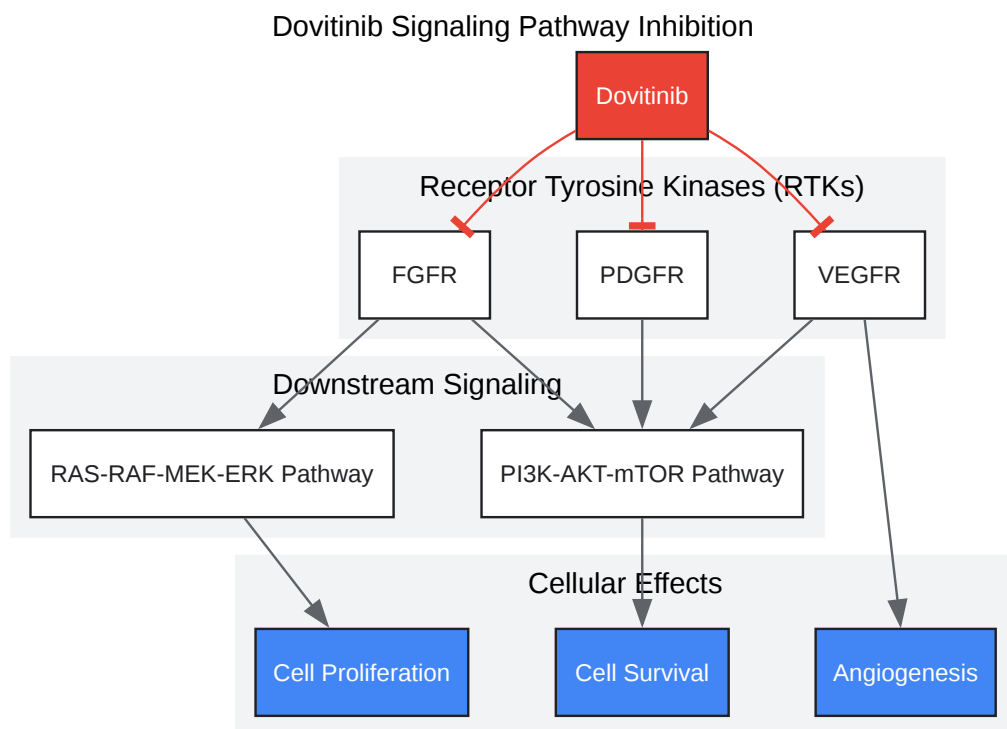 Dovitinib Signaling Pathway Inhibition
Dovitinib
Receptor Tyrosine Kinases (RTKs)
FGFR
PDGFR
VEGFR
Downstream Signaling
RAS-RAF-MEK-ERK Pathway
PI3K-AKT-mTOR Pathway
Cellular Effects
Cell Proliferation
Cell Survival
Angiogenesis